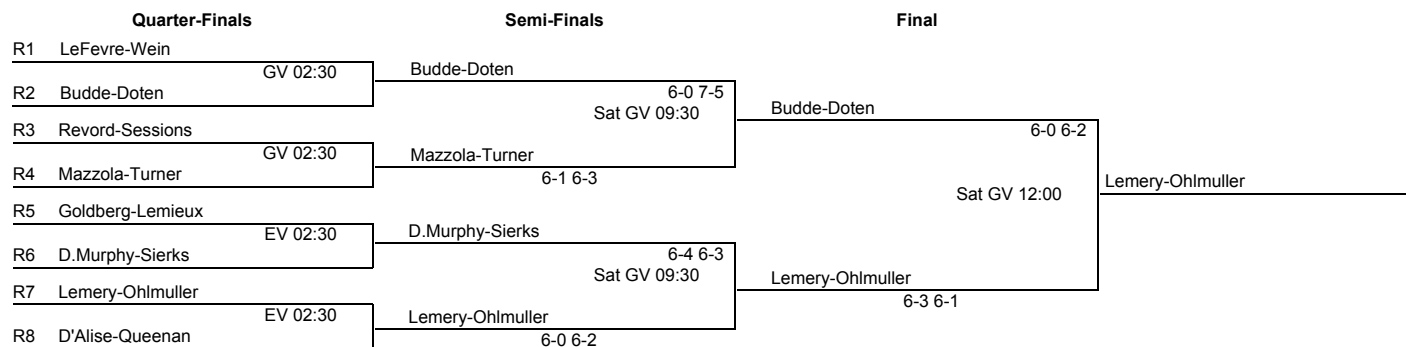 Quarter-Finals Semi-Finals Final
R1 LeFevre-Wein
GV 02:30 Budde-Doten
R2 Budde-Doten 6-0 7-5
Sat GV 09:30 Budde-Doten
R3 Revord-Sessions 6-0 6-2
GV 02:30 Mazzola-Turner
R4 Mazzola-Turner 6-1 6-3
Sat GV 12:00 Lemery-Ohlmuller
R5 Goldberg-Lemieux
EV 02:30 D.Murphy-Sierks
R6 D.Murphy-Sierks 6-4 6-3
Sat GV 09:30 Lemery-Ohlmuller
R7 Lemery-Ohlmuller 6-3 6-1
EV 02:30 Lemery-Ohlmuller
R8 D'Alise-Queenan 6-0 6-2